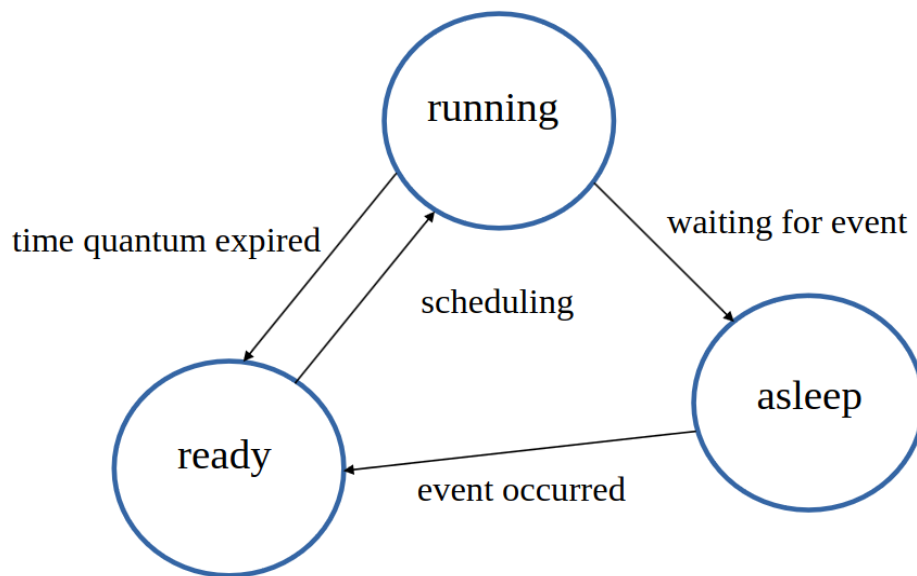 running
time quantum expired
waiting for event
scheduling
asleep
ready
event occurred